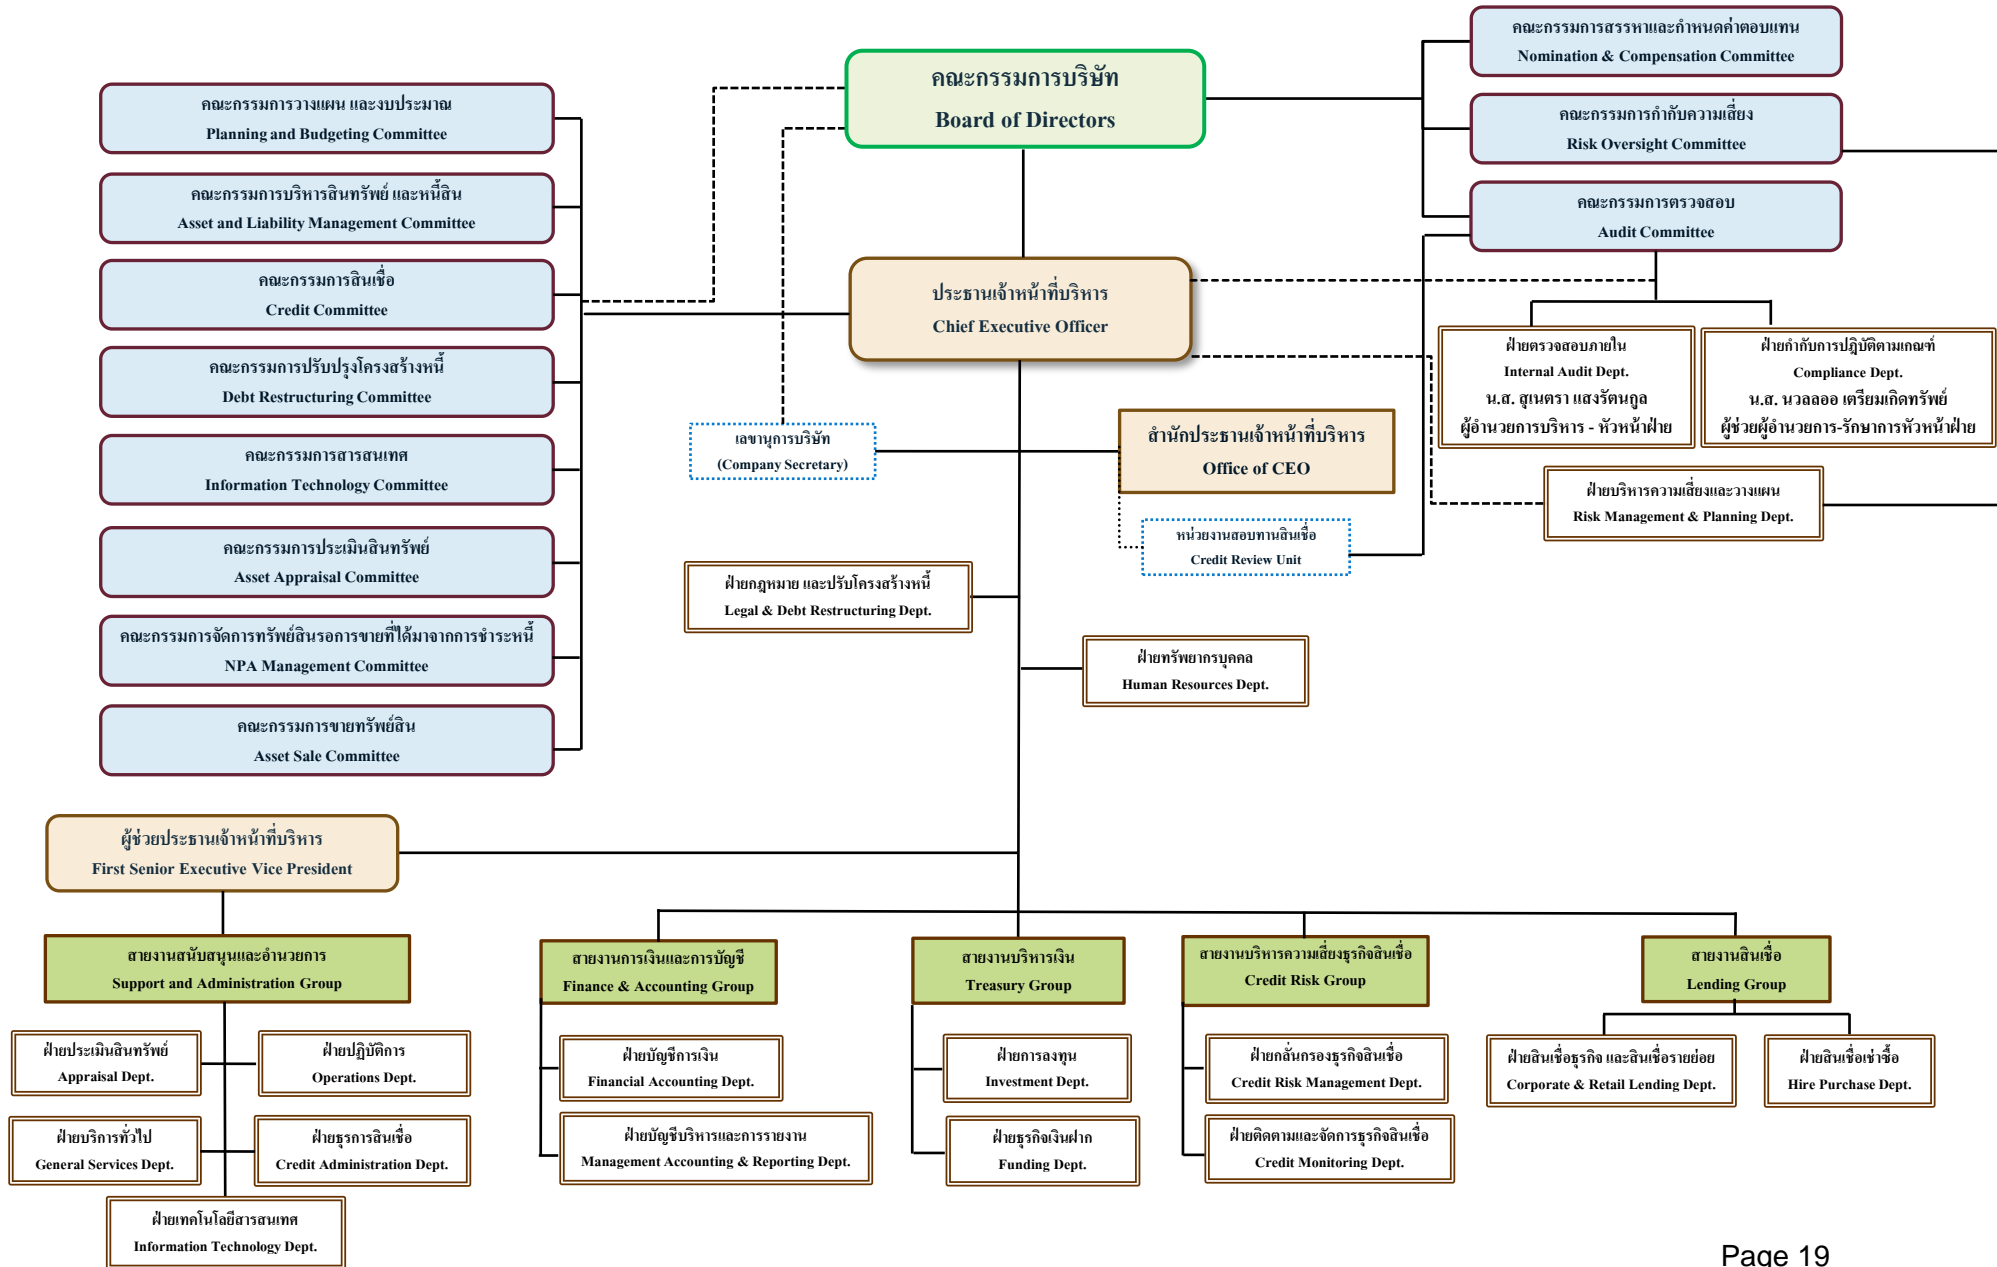 คณะกรรมการบริษัท
Board of Directors
คณะกรรมการสรรหาและกำหนดค่าตอบแทน
Nomination & Compensation Committee
คณะกรรมการกำกับความเสี่ยง
Risk Oversight Committee
คณะกรรมการตรวจสอบ
Audit Committee
คณะกรรมการวางแผน และงบประมาณ
Planning and Budgeting Committee
คณะกรรมการบริหารสินทรัพย์ และหนี้สิน
Asset and Liability Management Committee
คณะกรรมการสินเชื่อ
Credit Committee
คณะกรรมการปรับปรุงโครงสร้างหนี้
Debt Restructuring Committee
คณะกรรมการสารสนเทศ
Information Technology Committee
คณะกรรมการประเมินสินทรัพย์
Asset Appraisal Committee
คณะกรรมการจัดการทรัพย์สินรอการขายที่ได้มาจากการชำระหนี้
NPA Management Committee
คณะกรรมการขายทรัพย์สิน
Asset Sale Committee
ประธานเจ้าหน้าที่บริหาร
Chief Executive Officer
ฝ่ายตรวจสอบภายใน
Internal Audit Dept.
น.ส. สุเนตรา แสงรัตนกูล
ผู้อำนวยการบริหาร - หัวหน้าฝ่าย
ฝ่ายกำกับการปฎิบัติตามเกณฑ์
Compliance Dept.
น.ส. นวลลออ เตรียมเกิดทรัพย์
ผู้ช่วยผู้อำนวยการ-รักษาการหัวหน้าฝ่าย
เลขานุการบริษัท
(Company Secretary)
สำนักประธานเจ้าหน้าที่บริหาร
Office of CEO
ฝ่ายบริหารความเสี่ยงและวางแผน
Risk Management & Planning Dept.
หน่วยงานสอบทานสินเชื่อ
Credit Review Unit
ฝ่ายกฎหมาย และปรับโครงสร้างหนี้
Legal & Debt Restructuring Dept.
ฝ่ายทรัพยากรบุคคล
Human Resources Dept.
ผู้ช่วยประธานเจ้าหน้าที่บริหาร
First Senior Executive Vice President
สายงานสนับสนุนและอำนวยการ
Support and Administration Group
ฝ่ายประเมินสินทรัพย์
Appraisal Dept.
ฝ่ายปฏิบัติการ
Operations Dept.
ฝ่ายบริการทั่วไป
General Services Dept.
ฝ่ายธุรการสินเชื่อ
Credit Administration Dept.
ฝ่ายเทคโนโลยีสารสนเทศ
Information Technology Dept.
สายงานการเงินและการบัญชี
Finance & Accounting Group
ฝ่ายบัญชีการเงิน
Financial Accounting Dept.
ฝ่ายบัญชีบริหารและการรายงาน
Management Accounting & Reporting Dept.
สายงานบริหารเงิน
Treasury Group
ฝ่ายการลงทุน
Investment Dept.
ฝ่ายธุรกิจเงินฝาก
Funding Dept.
สายงานบริหารความเสี่ยงธุรกิจสินเชื่อ
Credit Risk Group
ฝ่ายกลั่นกรองธุรกิจสินเชื่อ
Credit Risk Management Dept.
ฝ่ายติดตามและจัดการธุรกิจสินเชื่อ
Credit Monitoring Dept.
สายงานสินเชื่อ
Lending Group
ฝ่ายสินเชื่อธุรกิจ และสินเชื่อรายย่อย
Corporate & Retail Lending Dept.
ฝ่ายสินเชื่อเช่าซื้อ
Hire Purchase Dept.
Page 19